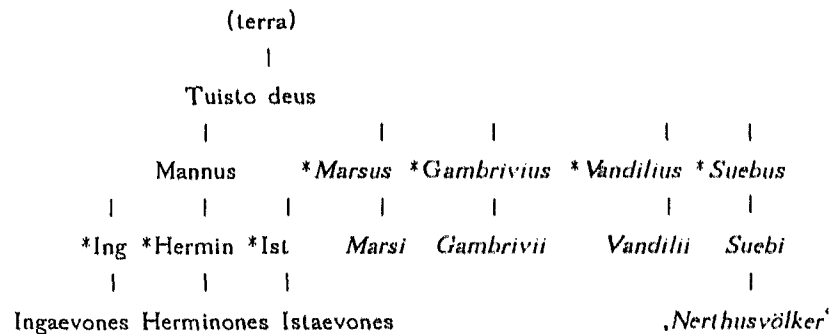 (terra)
Tuisto deus
Mannus *Marsus *Gambrivius *Vandilius *Suebus
*Ing *Hermin *Ist Marsi Gambrivii Vandilii Suebi
Ingaevones Herminones Istaevones ‚Nerthusvölker‘